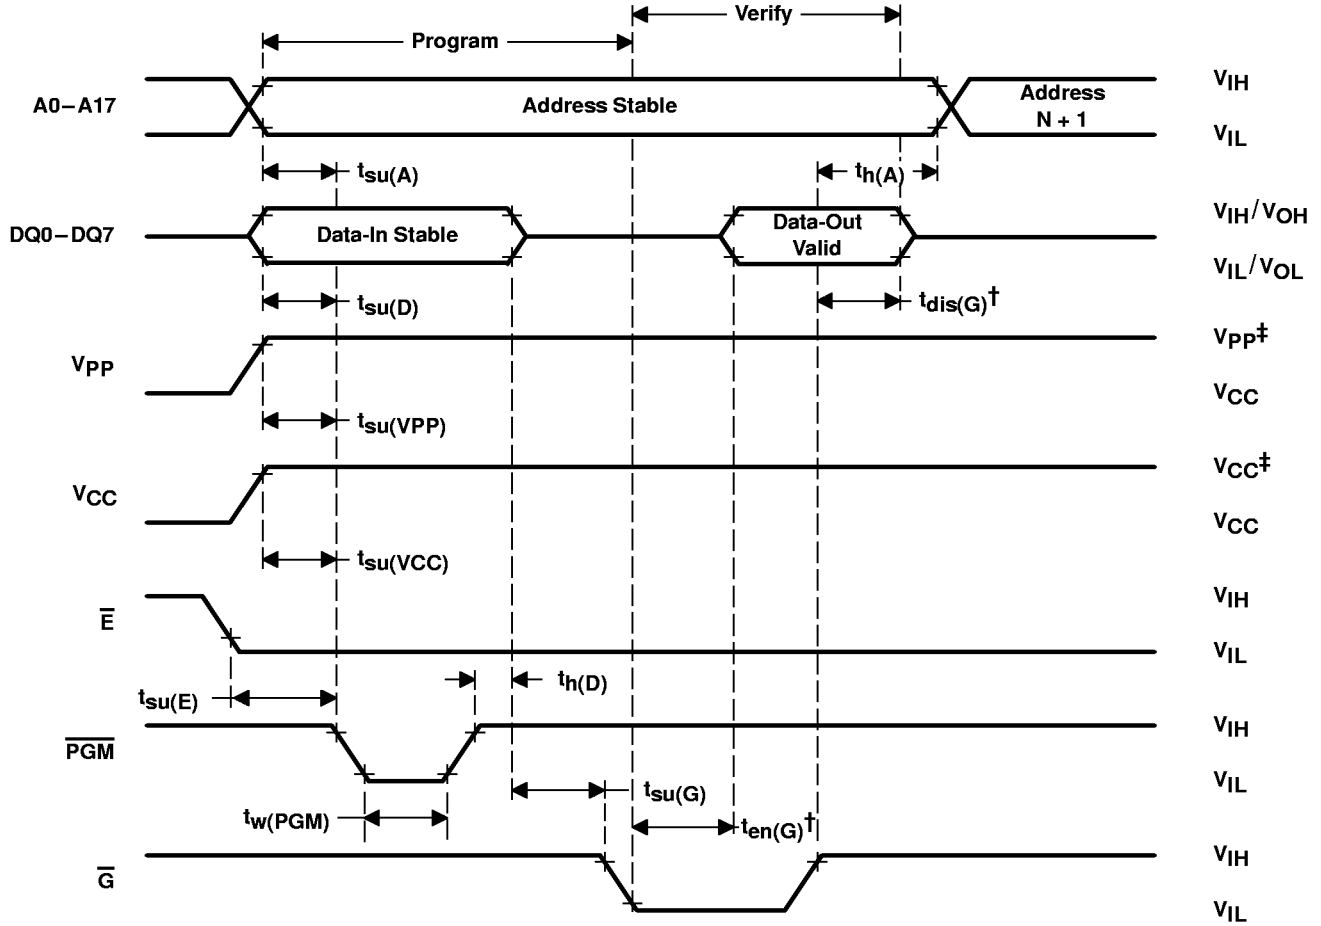 Verify
Program
A0–A17
Address Stable
Address
N + 1
VIH
VIL
tsu(A)
th(A)
DQ0–DQ7
Data-In Stable
Data-Out
Valid
VIH/VOH
VIL/VOL
tsu(D)
tdis(G)†
VPP
VPP‡
VCC
tsu(VPP)
VCC
VCC‡
VCC
tsu(VCC)
E
VIH
VIL
tsu(E)
th(D)
PGM
VIH
VIL
tw(PGM)
tsu(G)
ten(G)†
G
VIH
VIL